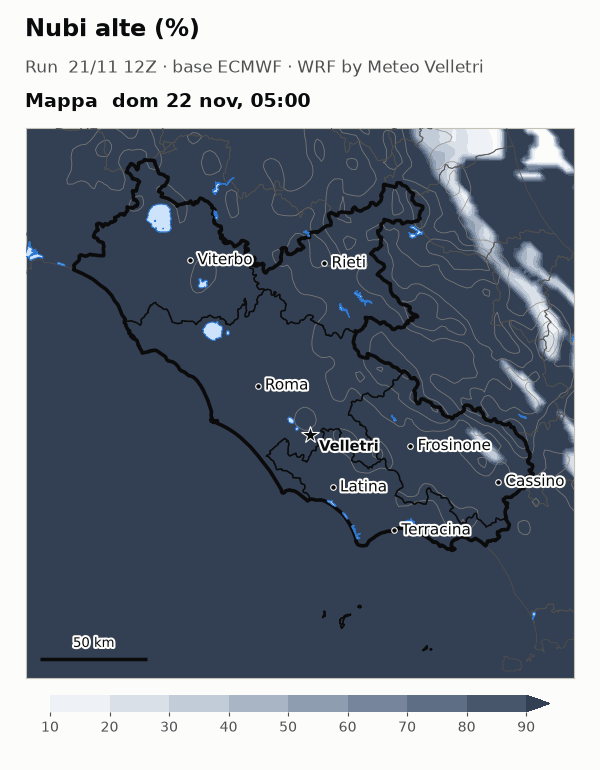 Nubi alte (%)
Run 21/11 12Z · base ECMWF · WRF by Meteo Velletri
Mappa dom 22 nov, 05:00
Viterbo
Rieti
Roma
Velletri
Frosinone
Cassino
Latina
Terracina
50 km
10 20 30 40 50 60 70 80 90